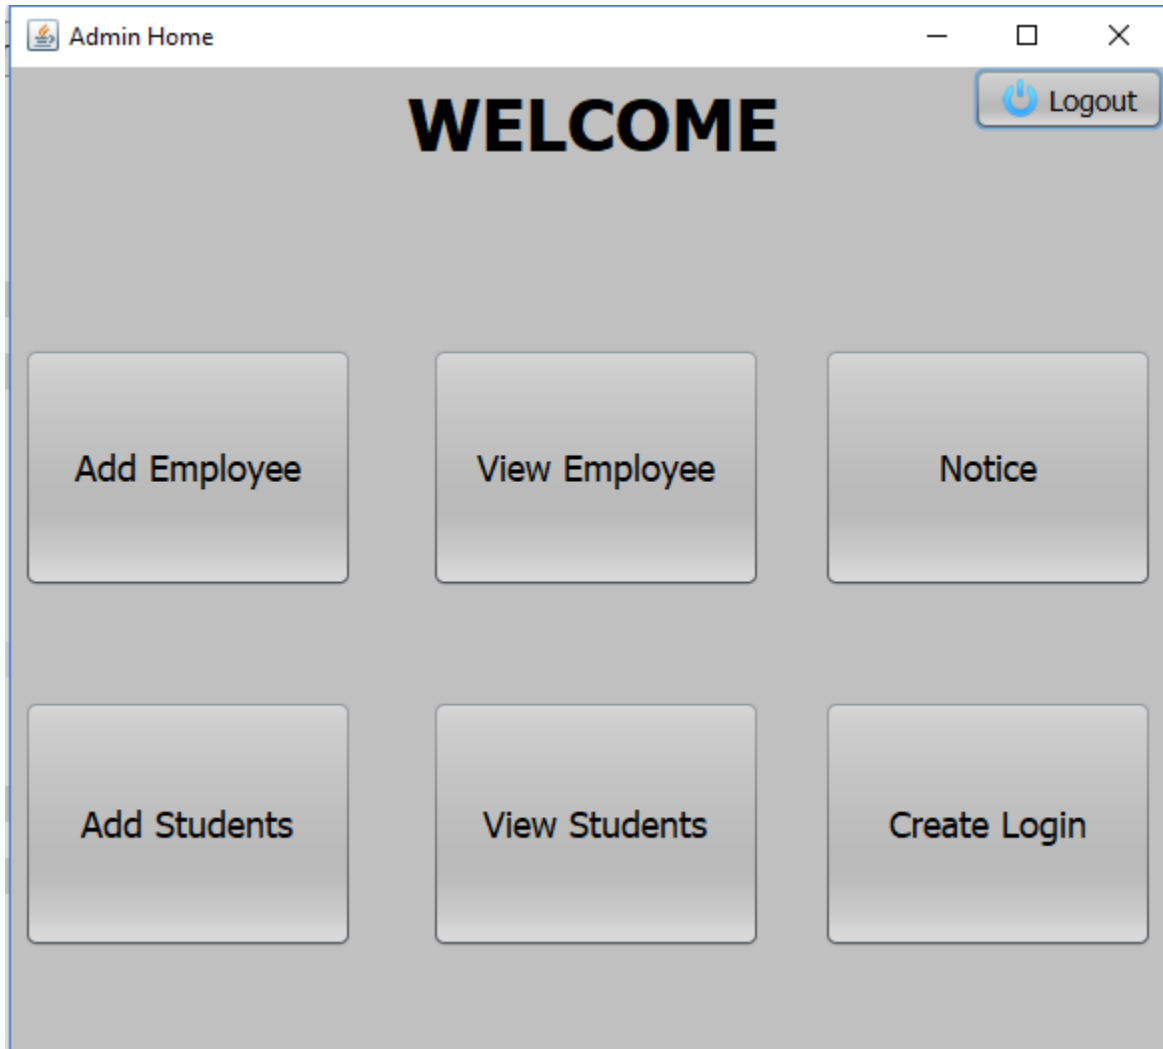 Admin Home
WELCOME
Logout
Add Employee
View Employee
Notice
Add Students
View Students
Create Login